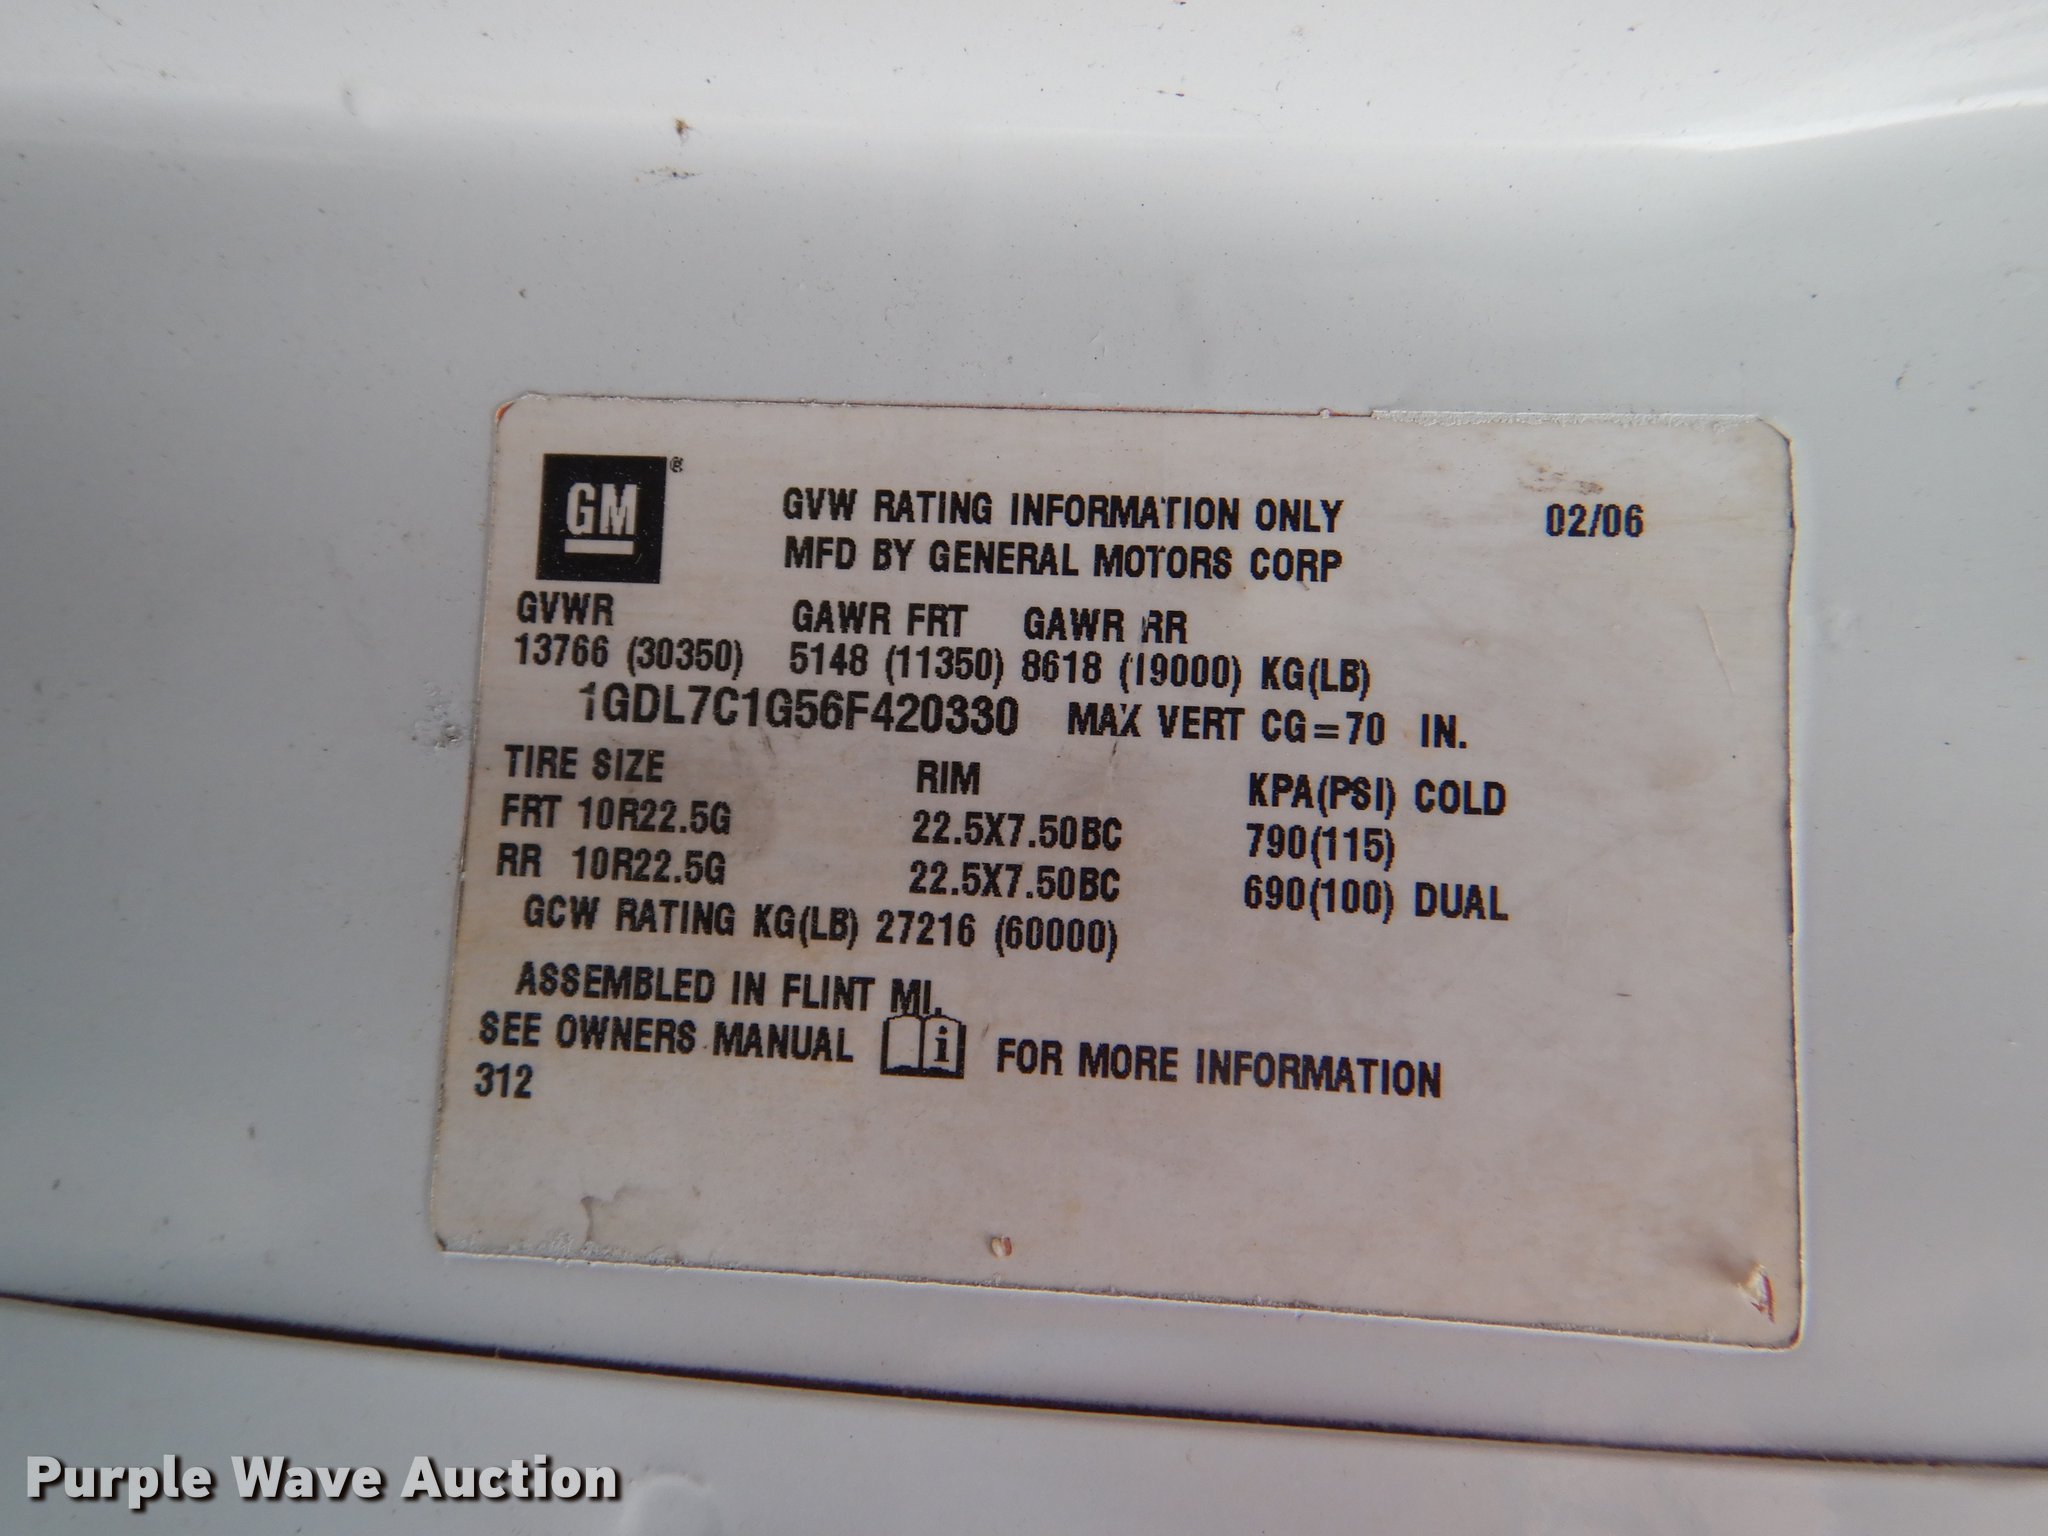 GM ®
GVW RATING INFORMATION ONLY 02/06
MFD BY GENERAL MOTORS CORP
GVWR GAWR FRT GAWR RR
13766 (30350) 5148 (11350) 8618 (19000) KG(LB)
1GDL7C1G56F420330 MAX VERT CG=70 IN.
TIRE SIZE RIM KPA(PSI) COLD
FRT 10R22.5G 22.5X7.50BC 790(115)
RR 10R22.5G 22.5X7.50BC 690(100) DUAL
GCW RATING KG(LB) 27216 (60000)
ASSEMBLED IN FLINT MI.
SEE OWNERS MANUAL i FOR MORE INFORMATION
312
Purple Wave Auction